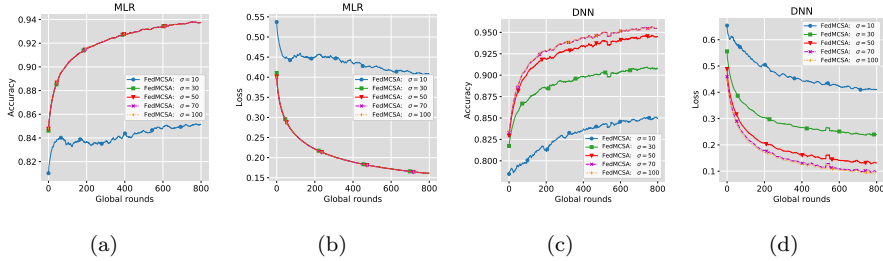 MLR
Accuracy
0.94
0.92
0.90
0.88
0.86
0.84
0.82
FedMCSA: σ = 10
FedMCSA: σ = 30
FedMCSA: σ = 50
FedMCSA: σ = 70
FedMCSA: σ = 100
0 200 400 600 800
Global rounds
(a)
MLR
Loss
0.55
0.50
0.45
0.40
0.35
0.30
0.25
0.20
0.15
FedMCSA: σ = 10
FedMCSA: σ = 30
FedMCSA: σ = 50
FedMCSA: σ = 70
FedMCSA: σ = 100
0 200 400 600 800
Global rounds
(b)
DNN
Accuracy
0.950
0.925
0.900
0.875
0.850
0.825
0.800
FedMCSA: σ = 10
FedMCSA: σ = 30
FedMCSA: σ = 50
FedMCSA: σ = 70
FedMCSA: σ = 100
0 200 400 600 800
Global rounds
(c)
DNN
Loss
0.6
0.5
0.4
0.3
0.2
0.1
FedMCSA: σ = 10
FedMCSA: σ = 30
FedMCSA: σ = 50
FedMCSA: σ = 70
FedMCSA: σ = 100
0 200 400 600 800
Global rounds
(d)